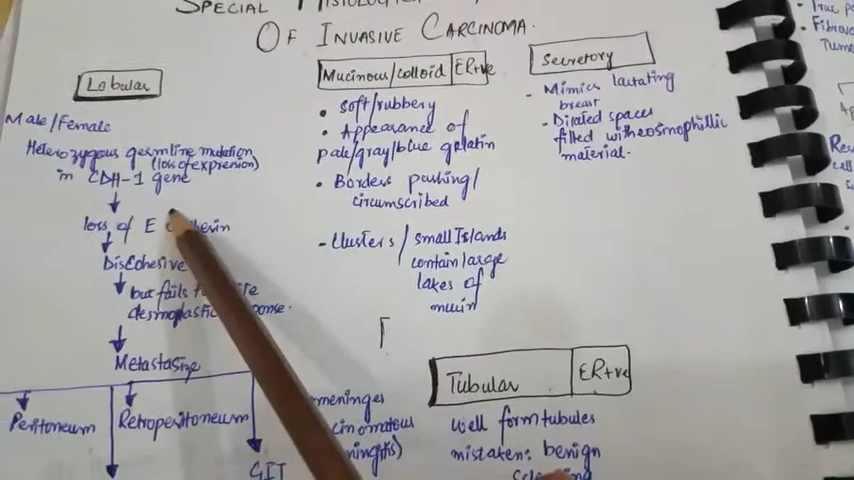 SPECIAL
OF INVASIVE CARCINOMA.
Lobular
Male/Female
Heterozygous germline mutation
(loss of expression)
in CDH-1 gene
loss of E
DisCohesive
but fails
desmoplastic
Metastasize
Peritoneum
Retroperitoneum
GIT
meninges
Mucinous/colloid ER+ve
• Soft/rubbery
• Appearance of
pale/gray/blue gelatin
• Borders pushing/
circumscribed
- Clusters / small Islands
contain large
lakes of
mucin
Secretory
- Mimics lactating
breast
- Dilated spaces
filled with eosinophillic
material.
Tubular ER+ve
well form tubules
mistaken: benign
• Fibrova
Tumo